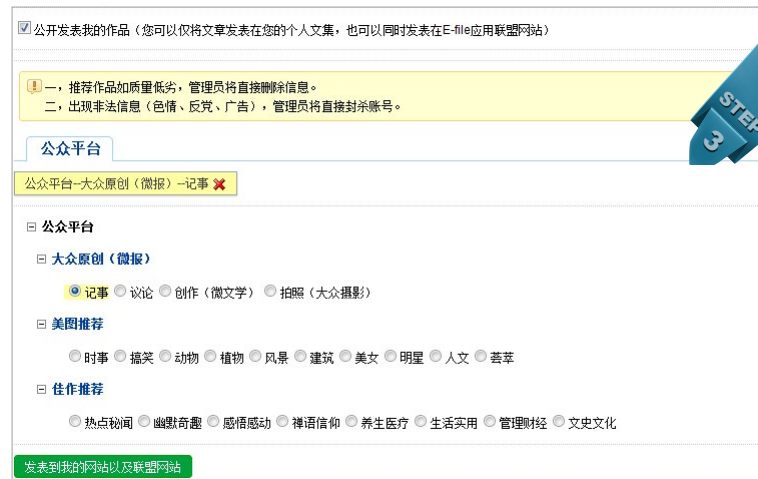 公开发表我的作品（您可以仅将文章发表在您的个人文集，也可以同时发表在E-file应用联盟网站）
一，推荐作品如质量低劣，管理员将直接删除信息。
二，出现非法信息（色情、反党、广告），管理员将直接封杀账号。
STEP 3
公众平台
公众平台--大众原创（微报）--记事
公众平台
大众原创（微报）
记事 议论 创作（微文学） 拍照（大众摄影）
美图推荐
时事 搞笑 动物 植物 风景 建筑 美女 明星 人文 荟萃
佳作推荐
热点秘闻 幽默奇趣 感悟感动 禅语信仰 养生医疗 生活实用 管理财经 文史文化
发表到我的网站以及联盟网站